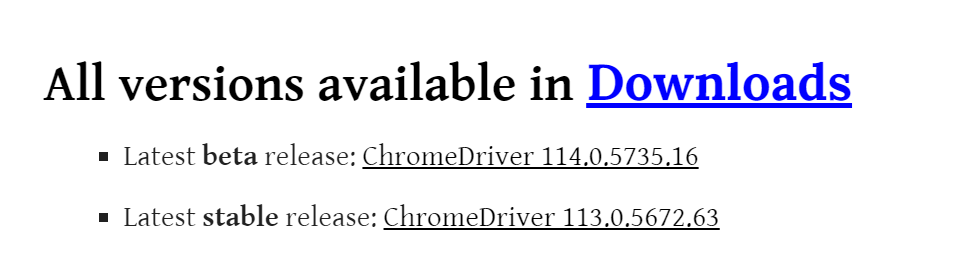 All versions available in Downloads
Latest beta release: ChromeDriver 114.0.5735.16
Latest stable release: ChromeDriver 113.0.5672.63